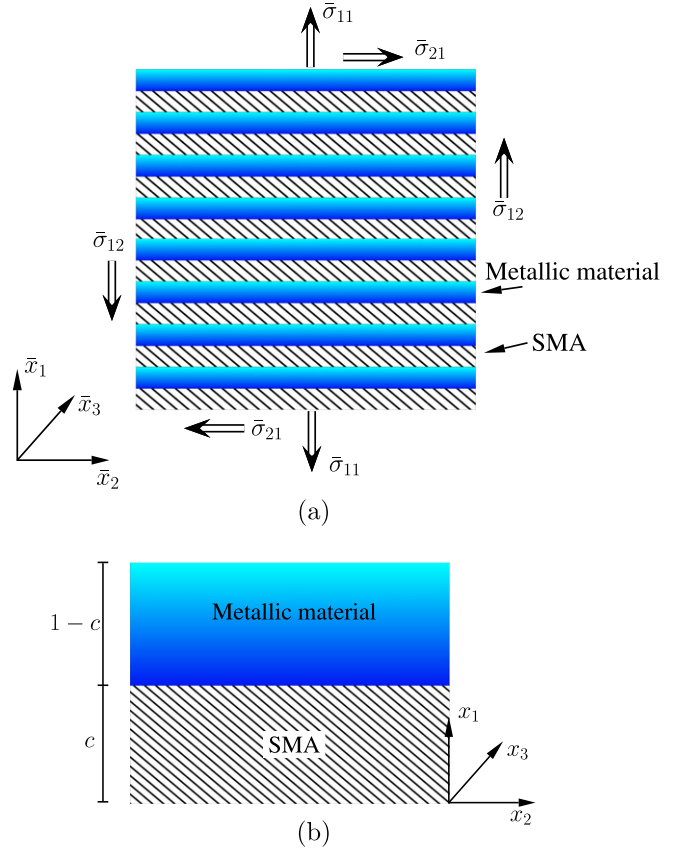 σ̄₁₁
σ̄₂₁
σ̄₁₂
σ̄₁₂
Metallic material
SMA
x̄₁
x̄₃
x̄₂
σ̄₂₁
σ̄₁₁
(a)
Metallic material
1 − c
c
SMA
x₁
x₃
x₂
(b)